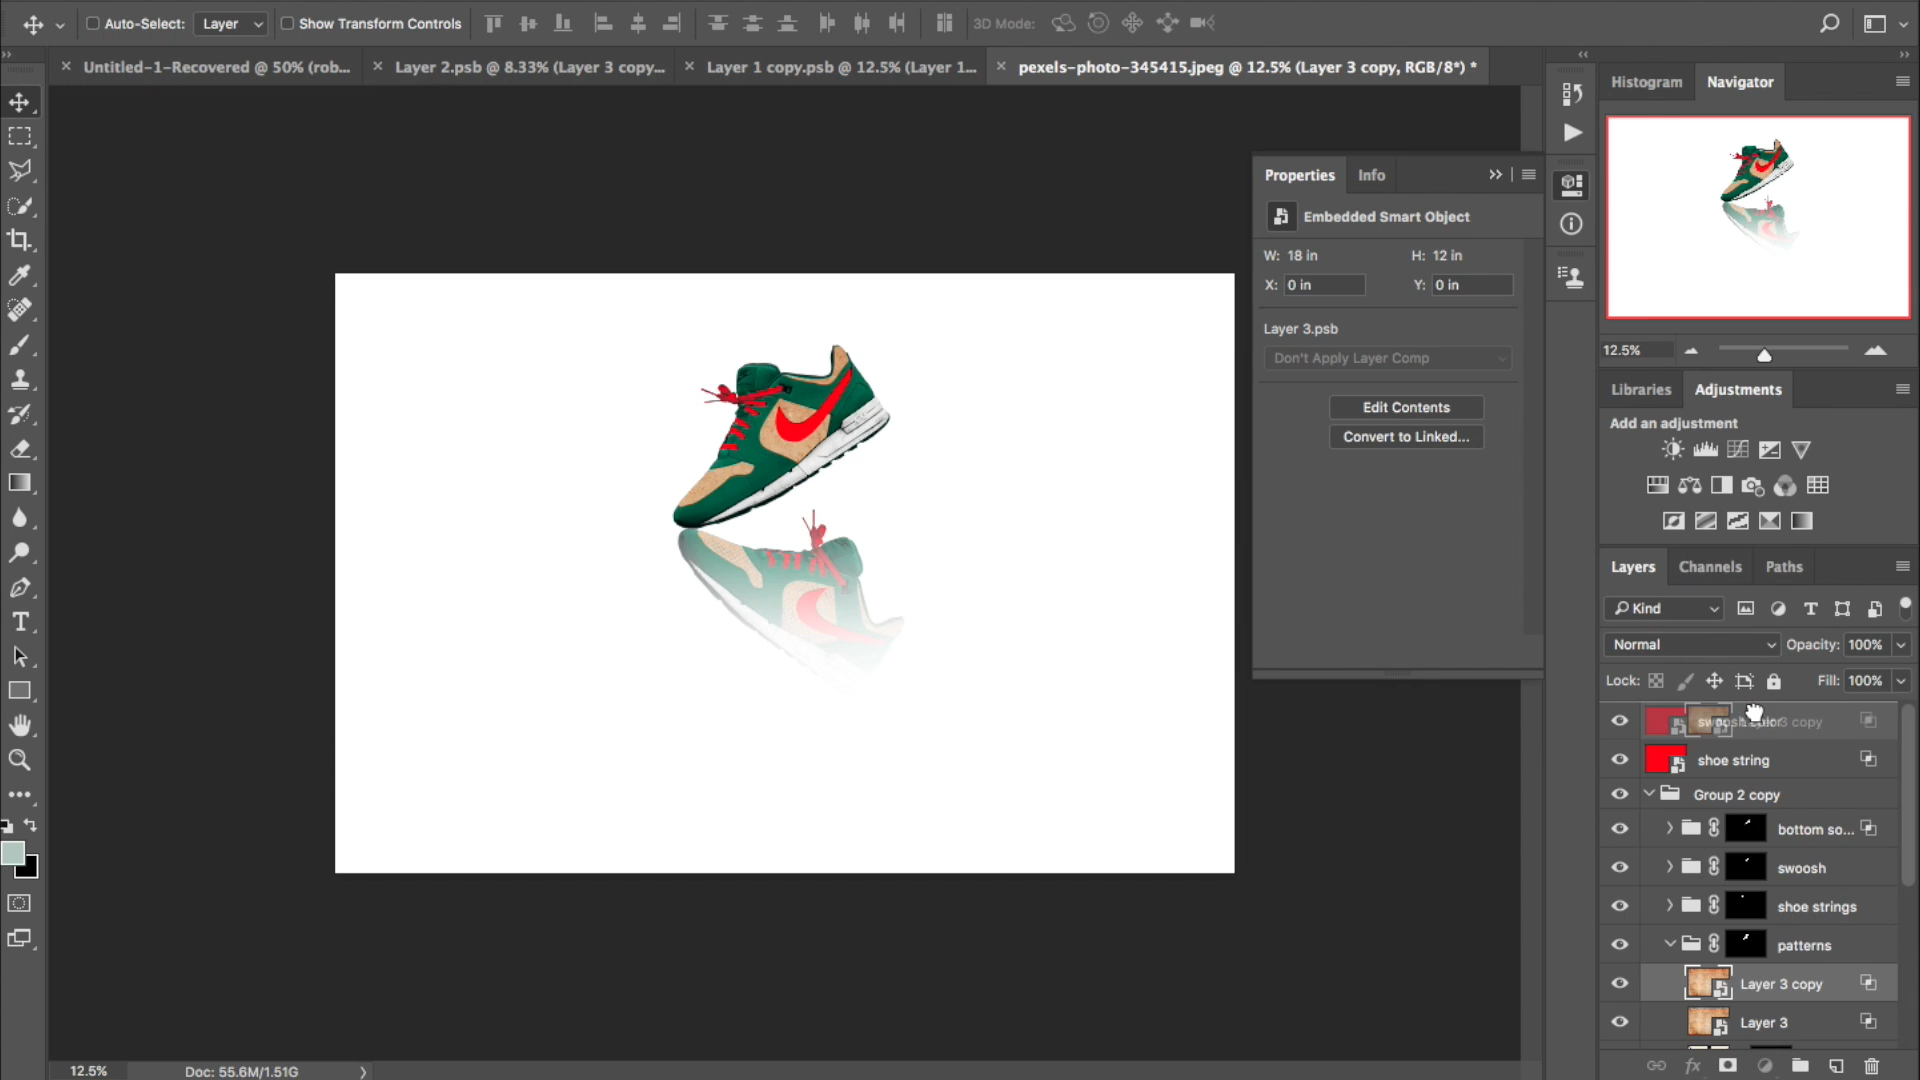 Auto-Select: Layer Show Transform Controls 3D Mode:
Untitled-1-Recovered @ 50% (rob... Layer 2.psb @ 8.33% (Layer 3 copy... Layer 1 copy.psb @ 12.5% (Layer 1... pexels-photo-345415.jpeg @ 12.5% (Layer 3 copy, RGB/8*) *
Histogram Navigator
Properties Info
Embedded Smart Object
W: 18 in H: 12 in
X: 0 in Y: 0 in
Layer 3.psb
Don't Apply Layer Comp
Edit Contents
Convert to Linked...
12.5%
Libraries Adjustments
Add an adjustment
Layers Channels Paths
Kind
Normal Opacity: 100%
Lock: Fill: 100%
swoosh color 3 copy
shoe string
Group 2 copy
bottom so...
swoosh
shoe strings
patterns
Layer 3 copy
Layer 3
12.5% Doc: 55.6M/1.51G